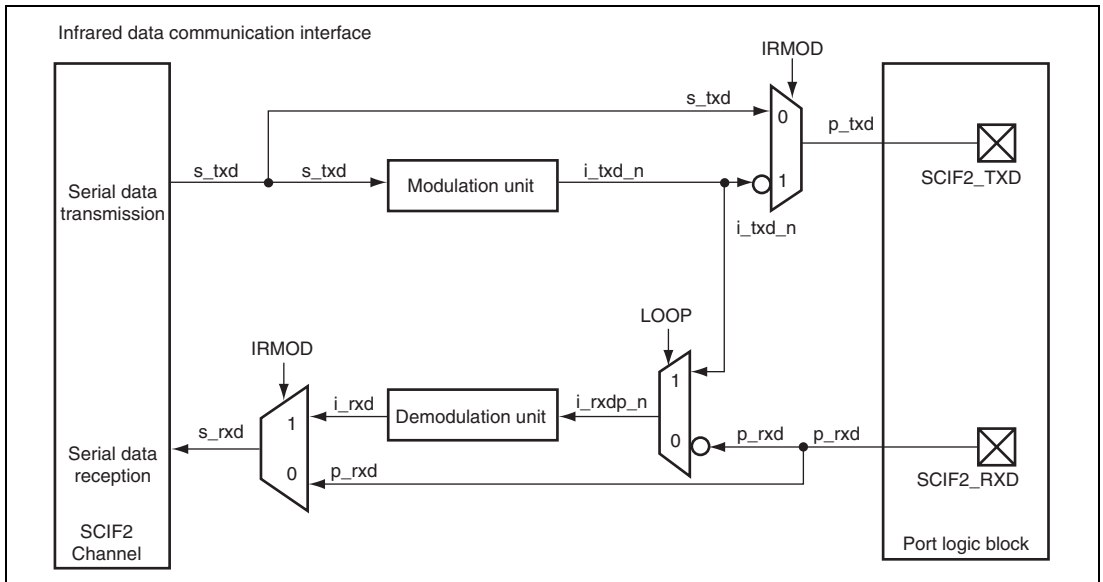 Infrared data communication interface
IRMOD
s_txd
0
p_txd
s_txd
s_txd
Modulation unit
i_txd_n
1
SCIF2_TXD
Serial data
transmission
i_txd_n
LOOP
IRMOD
1
i_rxd
Demodulation unit
i_rxdp_n
1
s_rxd
0
p_rxd
p_rxd
Serial data
reception
0
p_rxd
SCIF2_RXD
SCIF2
Channel
Port logic block